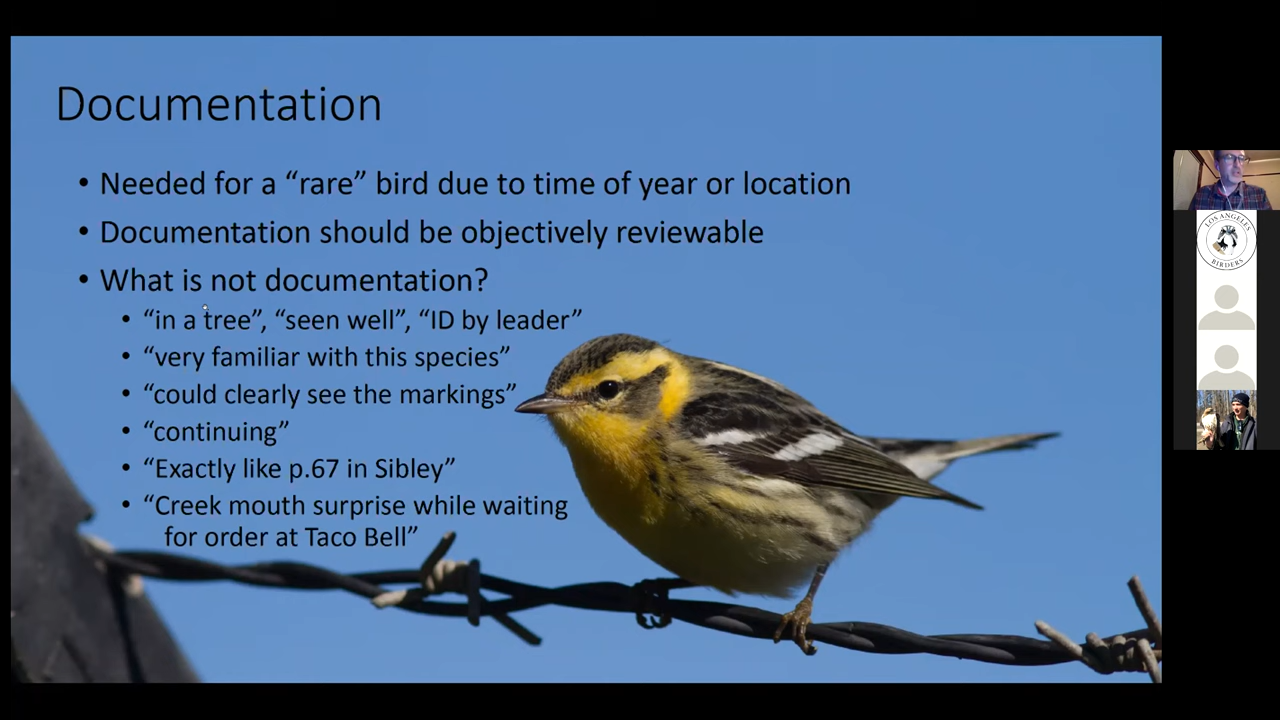 Documentation
• Needed for a “rare” bird due to time of year or location
• Documentation should be objectively reviewable
• What is not documentation?
• “in a tree”, “seen well”, “ID by leader”
• “very familiar with this species”
• “could clearly see the markings”
• “continuing”
• “Exactly like p.67 in Sibley”
• “Creek mouth surprise while waiting
for order at Taco Bell”
LOS ANGELES
BIRDERS